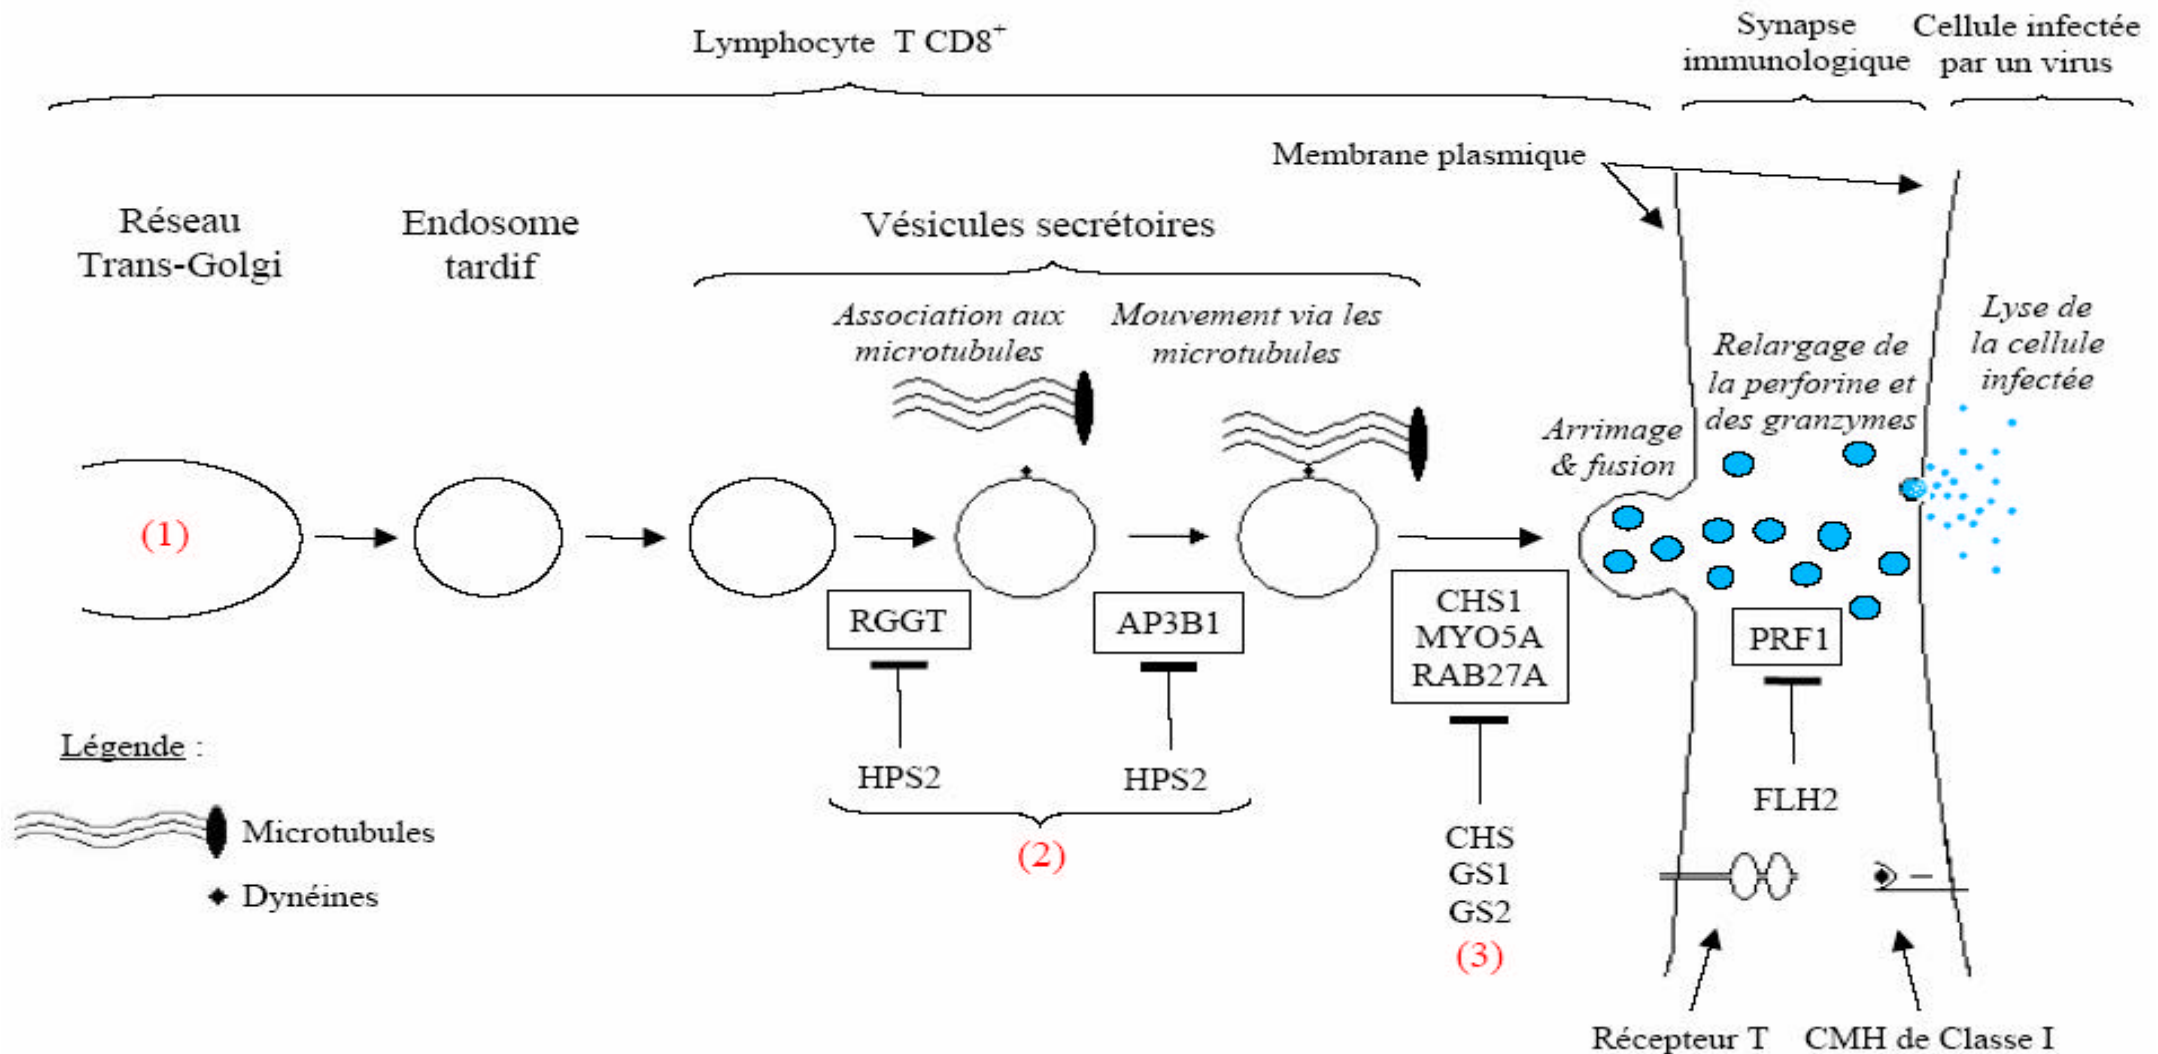 Lymphocyte T CD8+
Synapse
immunologique
Cellule infectée
par un virus
Membrane plasmique
Réseau
Trans-Golgi
Endosome
tardif
Vésicules secrétoires
Association aux
microtubules
Mouvement via les
microtubules
Arrimage
& fusion
Relargage de
la perforine et
des granzymes
Lyse de
la cellule
infectée
(1)
RGGT
AP3B1
CHS1
MYO5A
RAB27A
PRF1
HPS2
HPS2
(2)
CHS
GS1
GS2
(3)
FLH2
Légende :
Microtubules
Dynéines
Récepteur T
CMH de Classe I